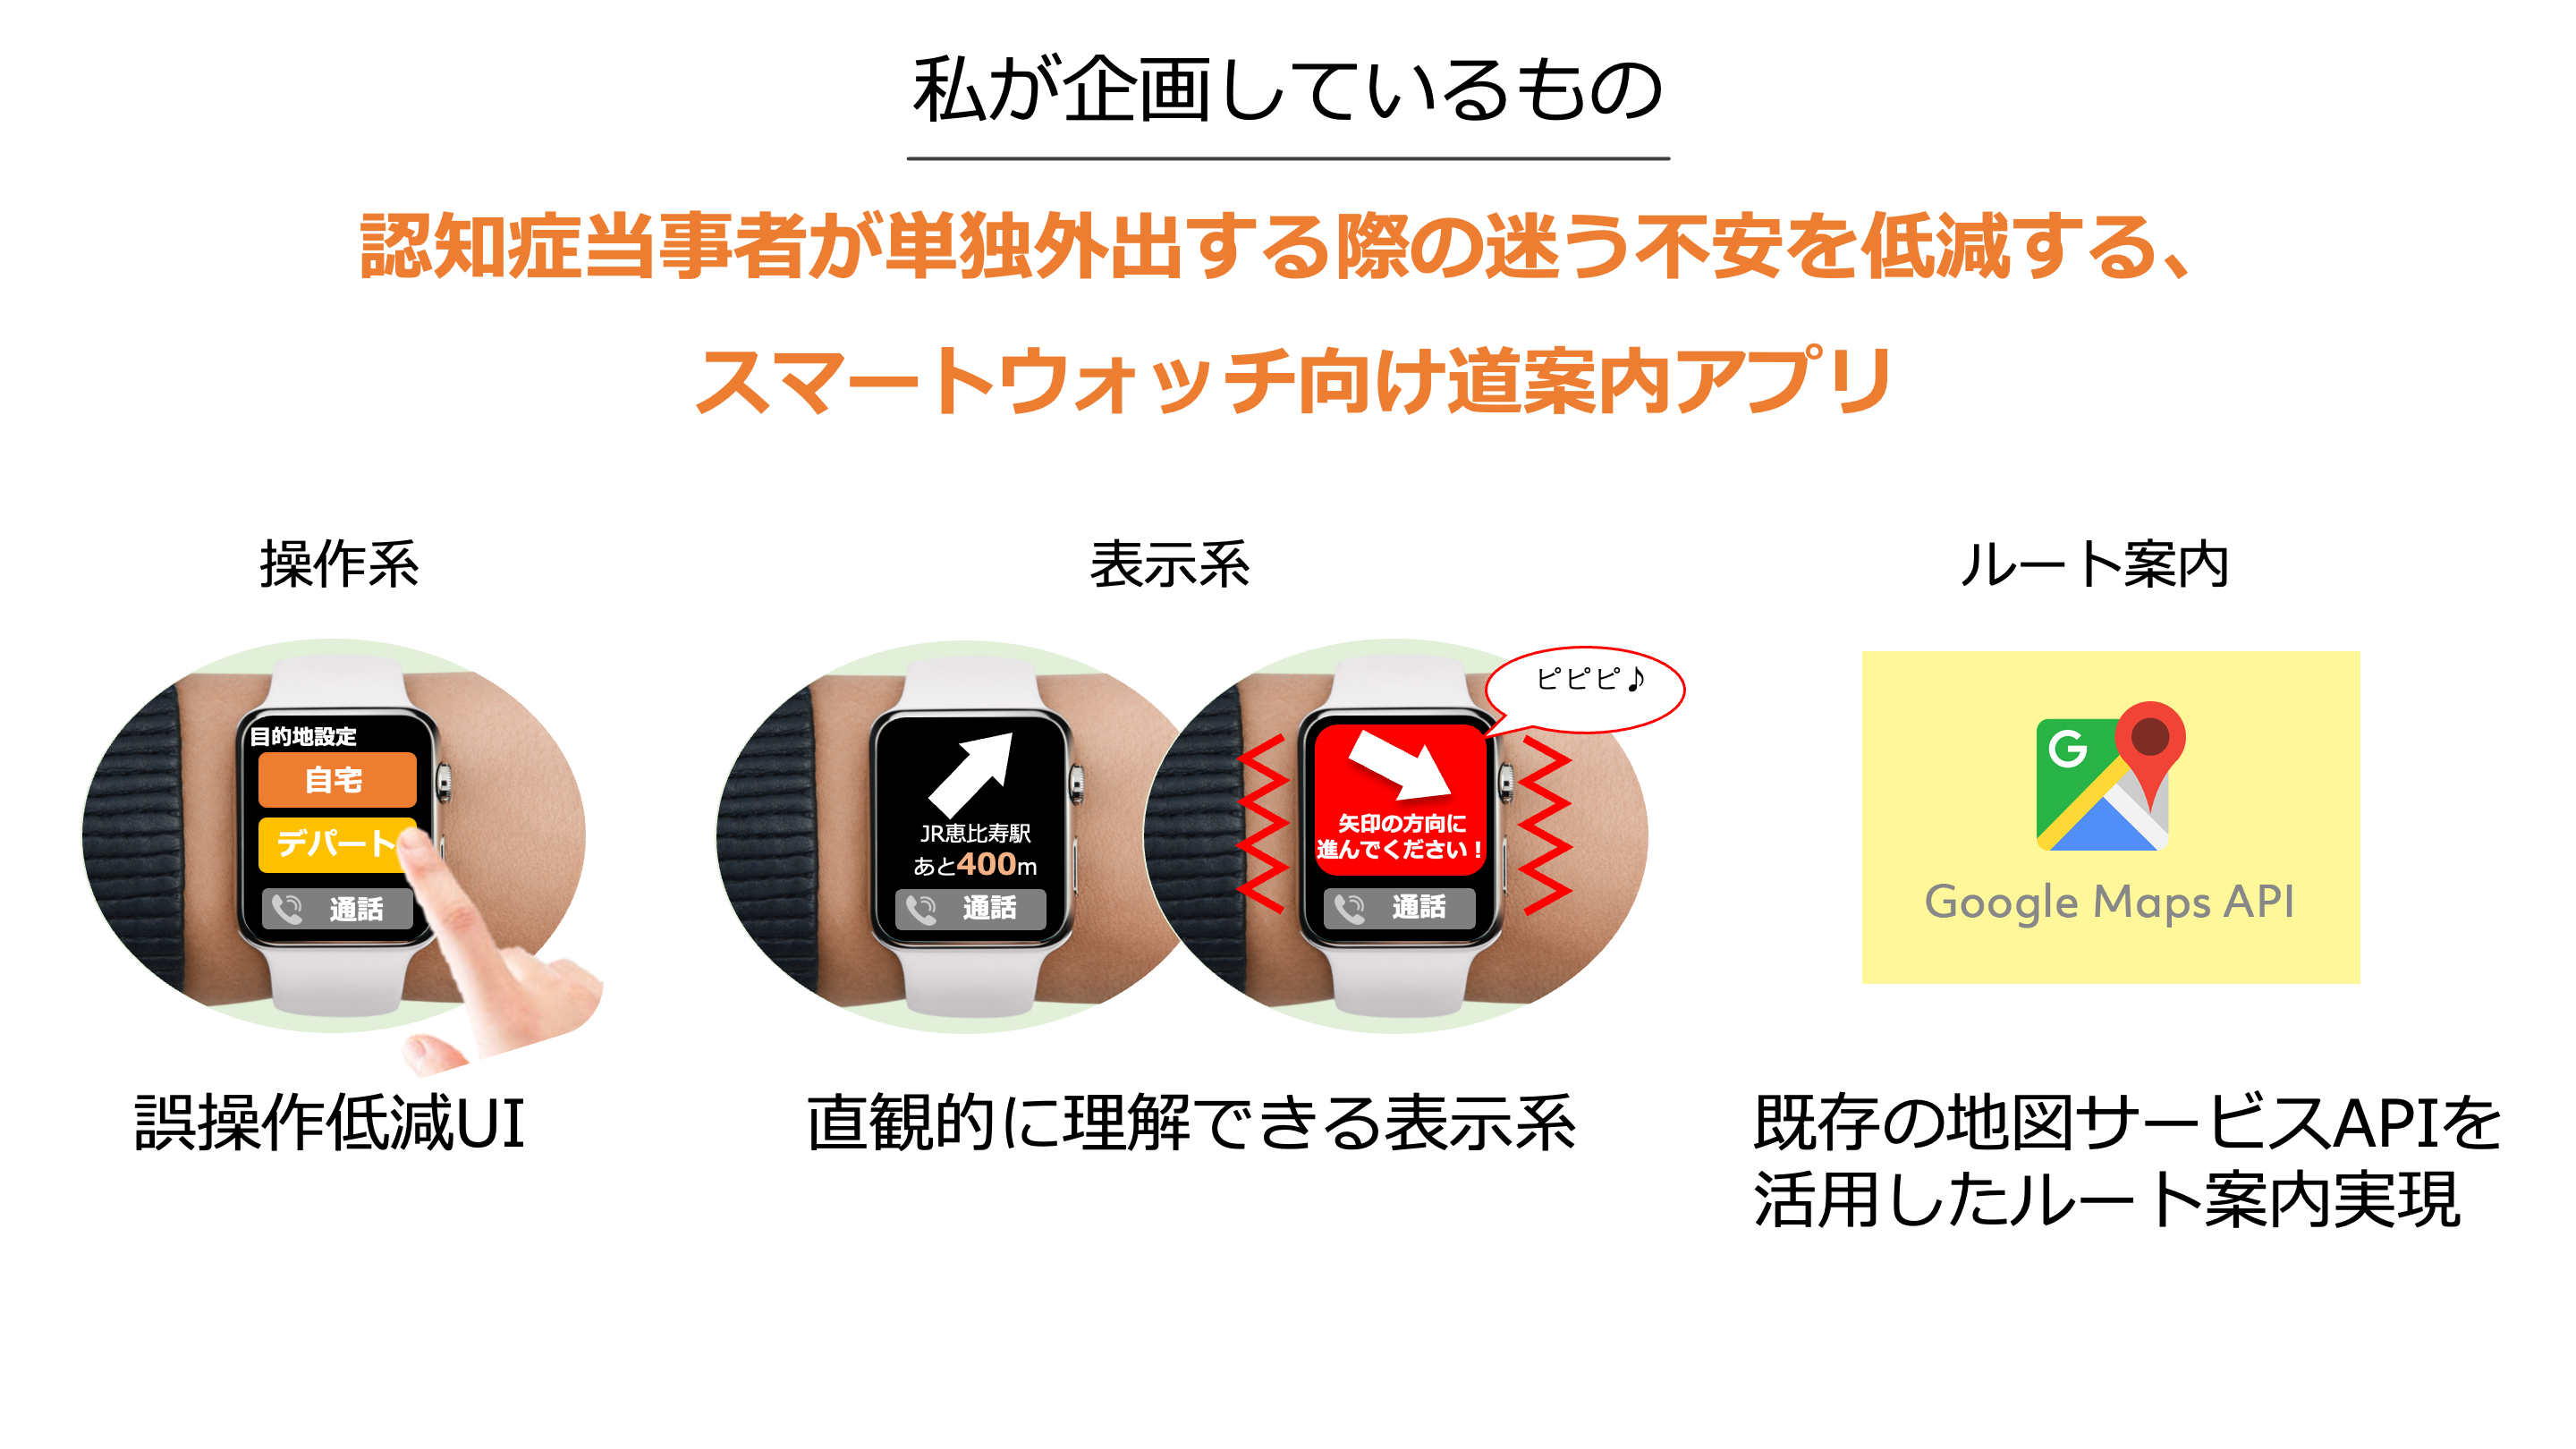 私が企画しているもの
認知症当事者が単独外出する際の迷う不安を低減する、
スマートウォッチ向け道案内アプリ
操作系
目的地設定
自宅
デパート
通話
誤操作低減UI
表示系
JR恵比寿駅
あと400m
通話
ピピピ♪
矢印の方向に
進んでください！
通話
直観的に理解できる表示系
ルート案内
G
Google Maps API
既存の地図サービスAPIを
活用したルート案内実現